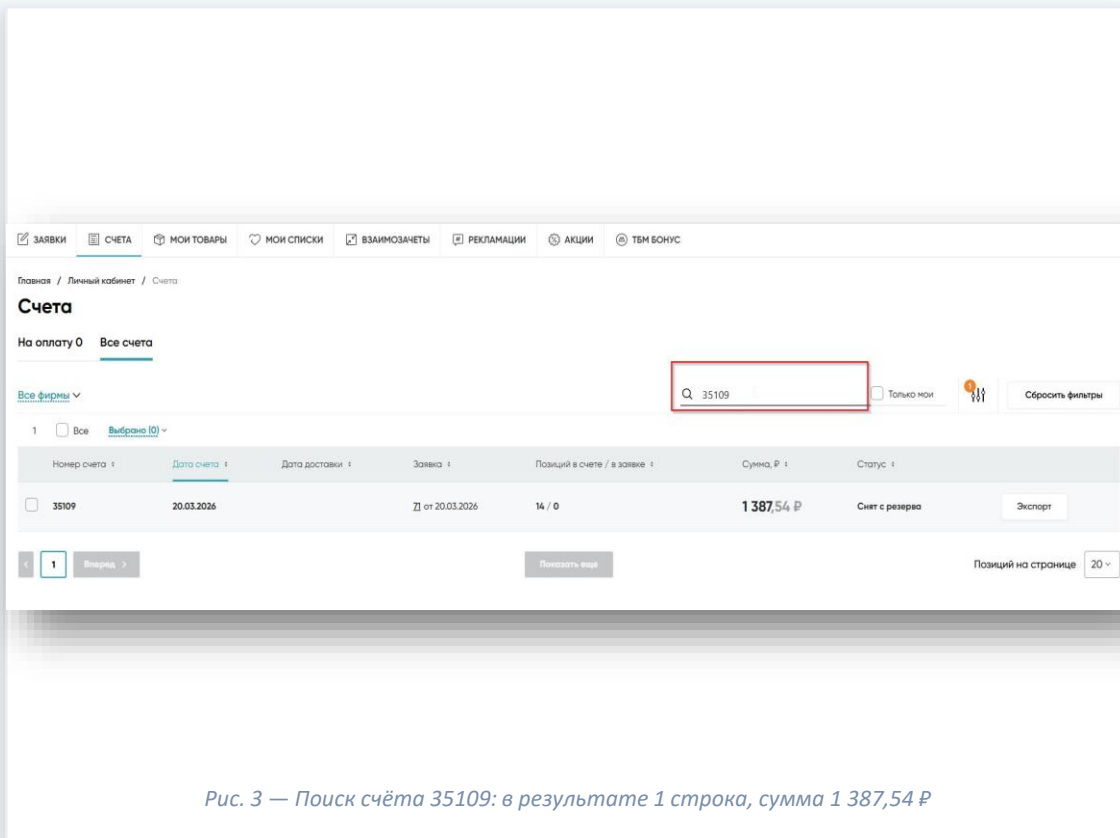 ЗАЯВКИ СЧЕТА МОИ ТОВАРЫ МОИ СПИСКИ ВЗАИМОЗАЧЕТЫ РЕКЛАМАЦИИ АКЦИИ ТБМ БОНУС
Главная / Личный кабинет / Счета
Счета
На оплату 0 Все счета
Все фирмы 35109 Только мои 1 Сбросить фильтры
1 Все Выбрано (0)
Номер счета Дата счета Дата доставки Заявка Позиций в счете / в заявке Сумма, ₽ Статус
35109 20.03.2026 71 от 20.03.2026 14 / 0 1 387,54 ₽ Снят с резерва Экспорт
< 1 Вперед > Показать еще Позиций на странице 20
Рис. 3 — Поиск счёта 35109: в результате 1 строка, сумма 1 387,54 ₽